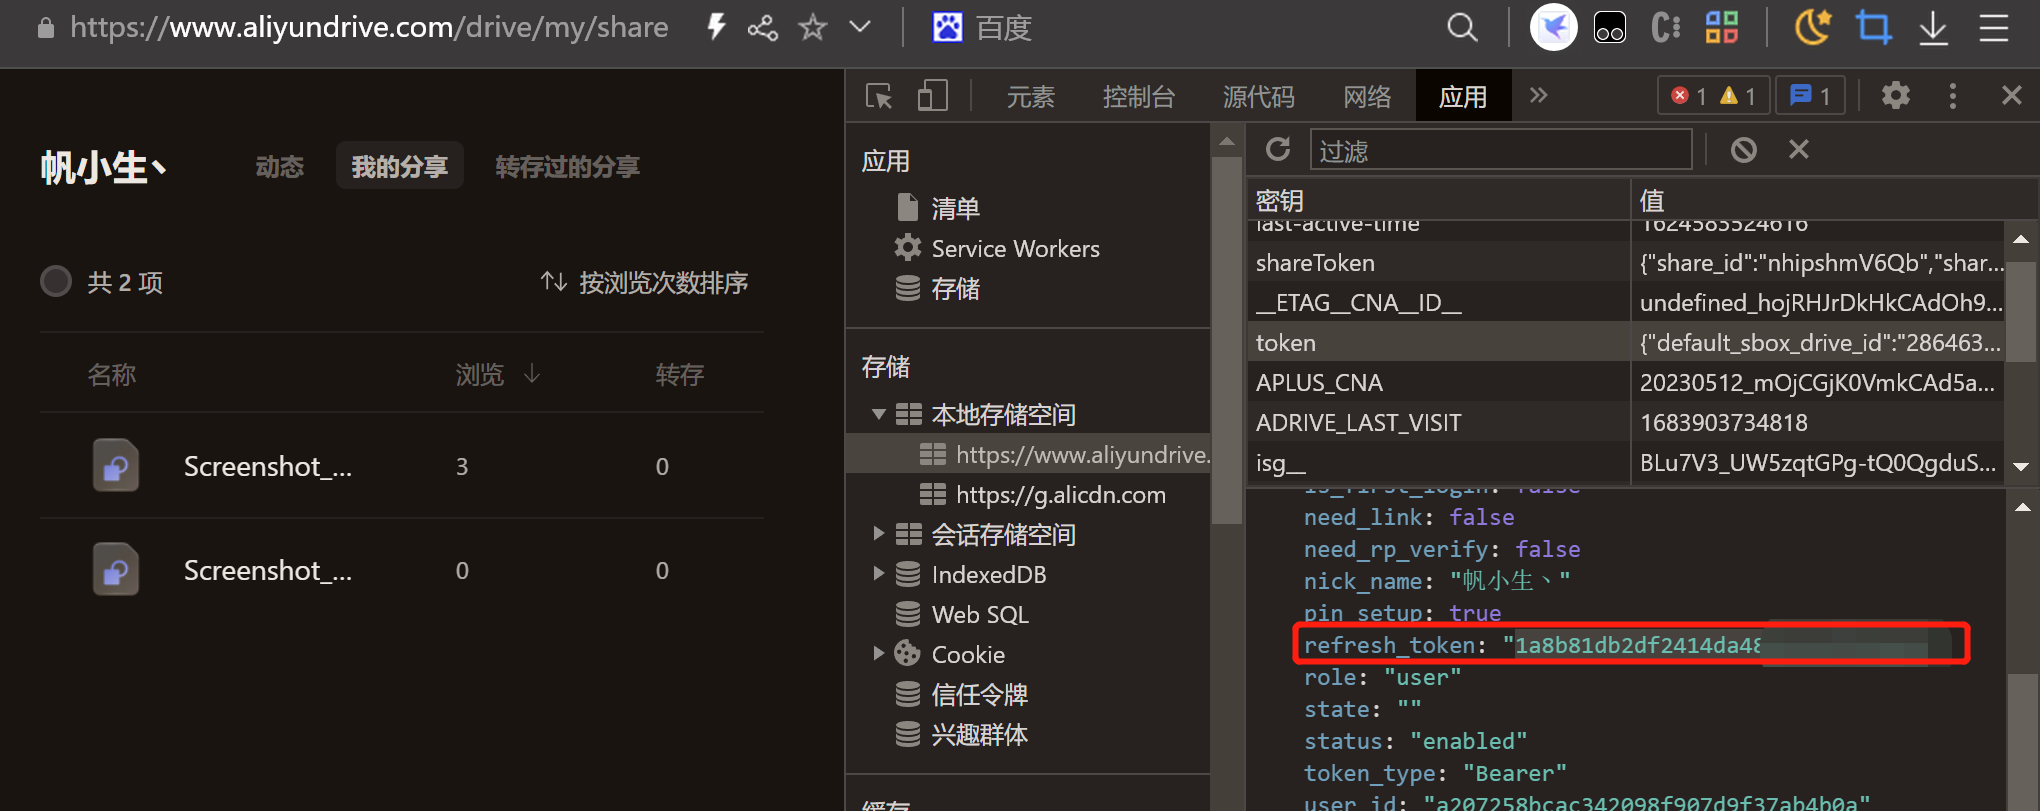 https://www.aliyundrive.com/drive/my/share
百度
元素 控制台 源代码 网络 应用 1 1 1
帆小生丶 动态 我的分享 转存过的分享
共 2 项 按浏览次数排序
名称 浏览 转存
Screenshot_... 3 0
Screenshot_... 0 0
应用
清单
Service Workers
存储
存储
本地存储空间
https://www.aliyundrive.
https://g.alicdn.com
会话存储空间
IndexedDB
Web SQL
Cookie
信任令牌
兴趣群体
缓存
过滤
密钥 值
last-active-time 1624585524616
shareToken {"share_id":"nhipshmV6Qb","shar...
__ETAG__CNA__ID__ undefined_hojRHJrDkHkCAdOh9...
token {"default_sbox_drive_id":"286463...
APLUS_CNA 20230512_mOjCGjK0VmkCAd5a...
ADRIVE_LAST_VISIT 1683903734818
isg__ BLu7V3_UW5zqtGPg-tQ0QgduS...
is_first_login: false
need_link: false
need_rp_verify: false
nick_name: "帆小生丶"
pin_setup: true
refresh_token: "1a8b81db2df2414da48
role: "user"
state: ""
status: "enabled"
token_type: "Bearer"
user_id: "a207258bcac342098f907d9f37ab4b0a"